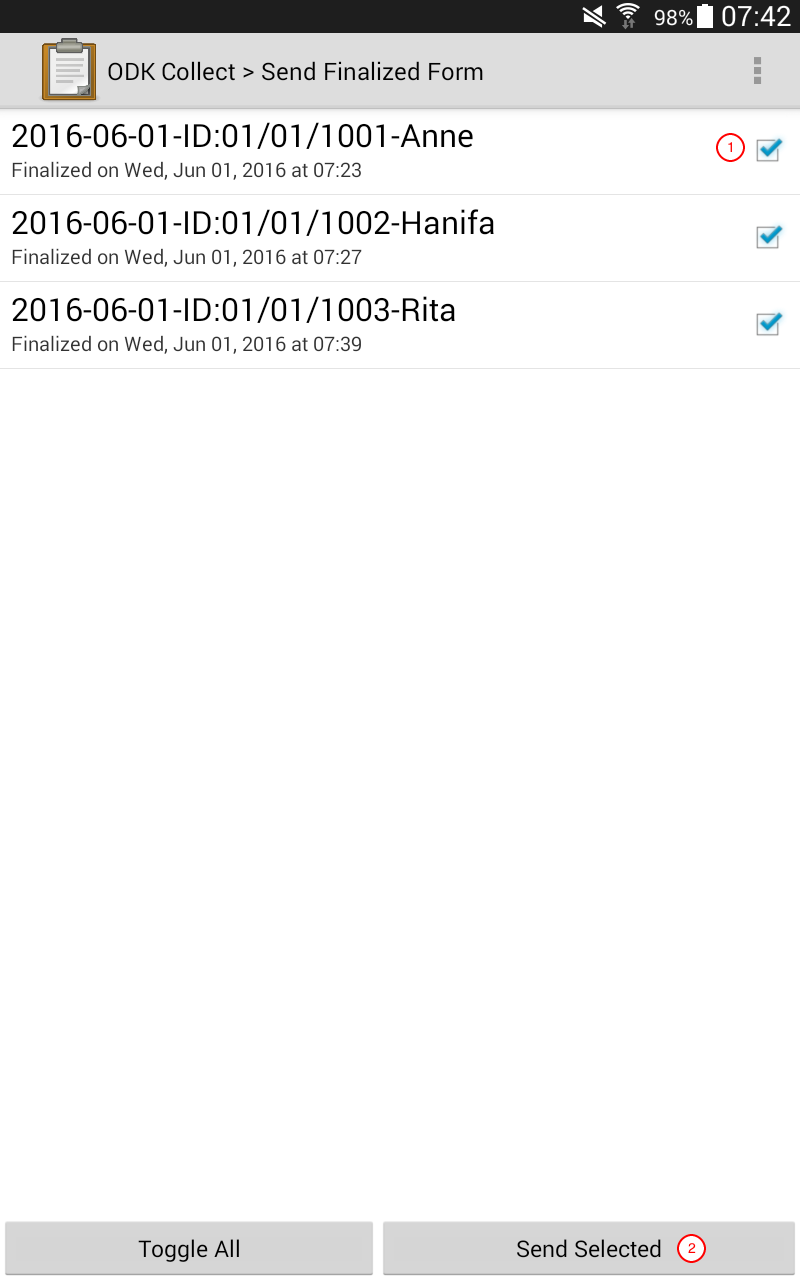 98% 07:42
ODK Collect > Send Finalized Form
2016-06-01-ID:01/01/1001-Anne
Finalized on Wed, Jun 01, 2016 at 07:23
1
2016-06-01-ID:01/01/1002-Hanifa
Finalized on Wed, Jun 01, 2016 at 07:27
2016-06-01-ID:01/01/1003-Rita
Finalized on Wed, Jun 01, 2016 at 07:39
Toggle All
Send Selected 2